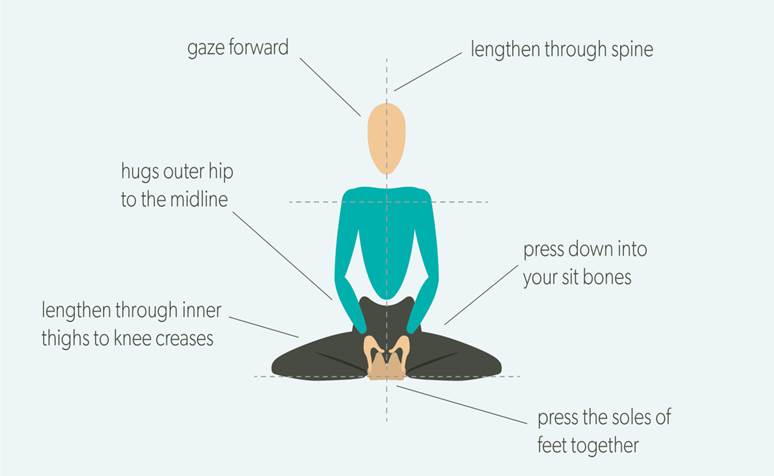 gaze forward
lengthen through spine
hugs outer hip
to the midline
press down into
your sit bones
lengthen through inner
thighs to knee creases
press the soles of
feet together